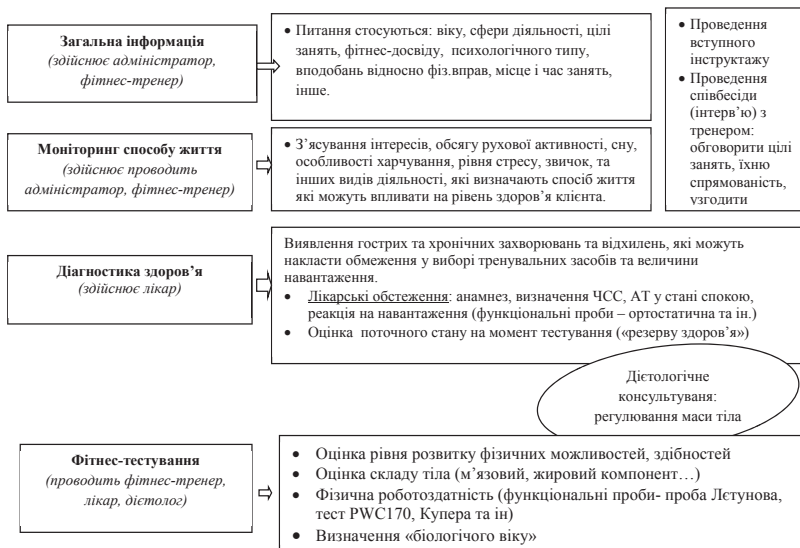 Загальна інформація
(здійснює адміністратор,
фітнес-тренер)
• Питання стосуються: віку, сфери діяльності, цілі
занять, фітнес-досвіду, психологічного типу,
вподобань відносно фіз.вправ, місце і час занять,
інше.
• Проведення
вступного
інструктажу
• Проведення
співбесіди
(інтерв'ю) з
тренером:
обговорити цілі
занять, їхню
спрямованість,
узгодити
Моніторинг способу життя
(здійснює проводить
адміністратор, фітнес-тренер)
• З'ясування інтересів, обсягу рухової активності, сну,
особливості харчування, рівня стресу, звичок, та
інших видів діяльності, які визначають спосіб життя
які можуть впливати на рівень здоров'я клієнта.
Діагностика здоров'я
(здійснює лікар)
Виявлення гострих та хронічних захворювань та відхилень, які можуть
накласти обмеження у виборі тренувальних засобів та величини
навантаження.
• Лікарські обстеження: анамнез, визначення ЧСС, АТ у стані спокою,
реакція на навантаження (функціональні проби – ортостатична та ін.)
• Оцінка поточного стану на момент тестування («резерву здоров'я»)
Дієтологічне
консультуваня:
регулювання маси тіла
Фітнес-тестування
(проводить фітнес-тренер,
лікар, дієтолог)
• Оцінка рівня розвитку фізичних можливостей, здібностей
• Оцінка складу тіла (м'язовий, жировий компонент…)
• Фізична роботоздатність (функціональні проби- проба Лєтунова,
тест PWC170, Купера та ін)
• Визначення «біологічого віку»